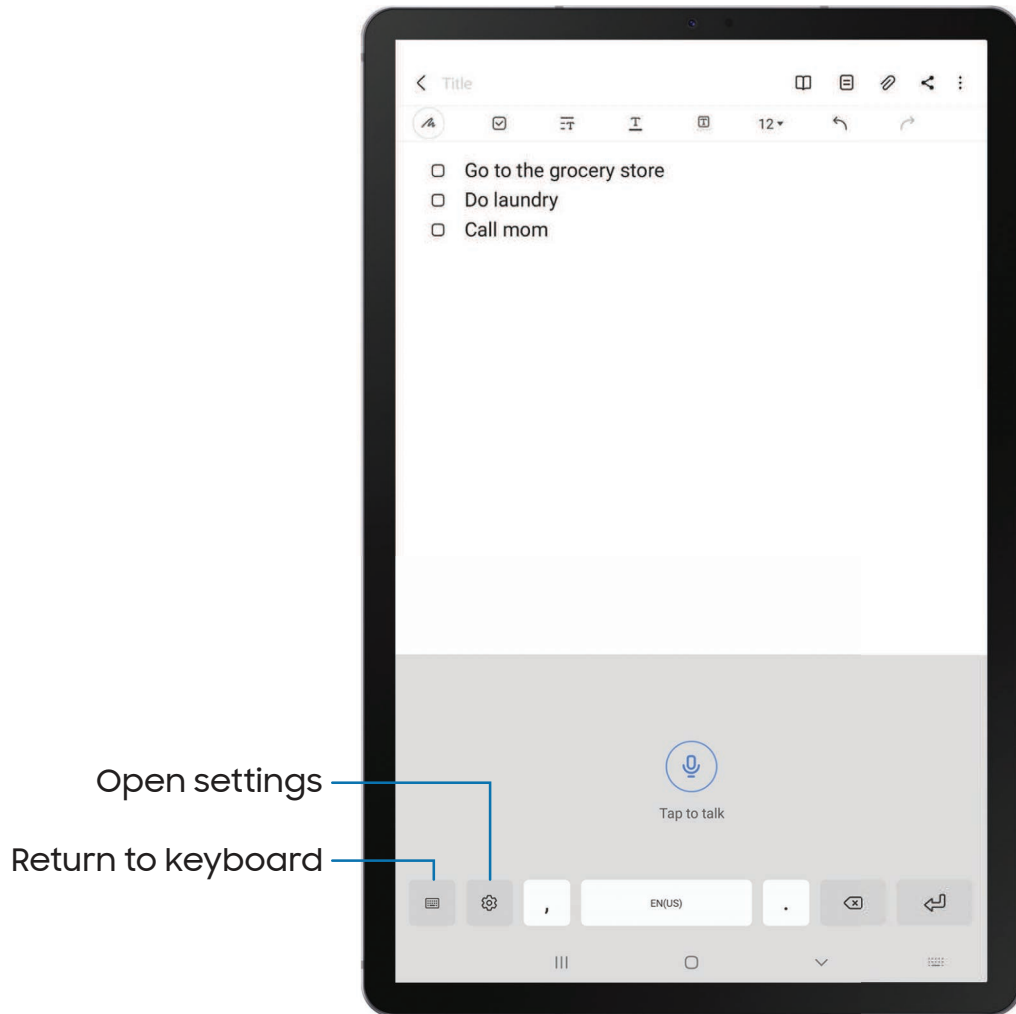 Title
12
Go to the grocery store
Do laundry
Call mom
Tap to talk
Open settings
Return to keyboard
, EN(US) .